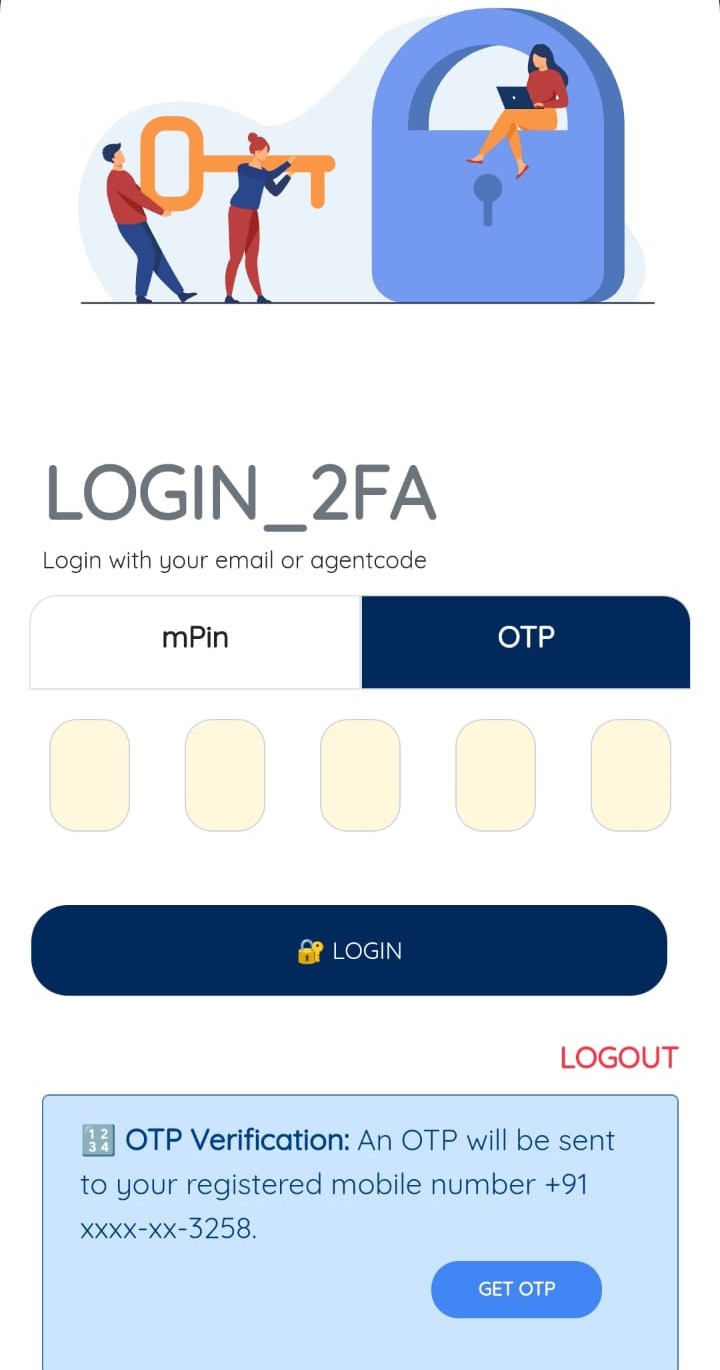 LOGIN_2FA
Login with your email or agentcode
mPin
OTP
🔐 LOGIN
LOGOUT
🔢 OTP Verification: An OTP will be sent
to your registered mobile number +91
xxxx-xx-3258.
GET OTP